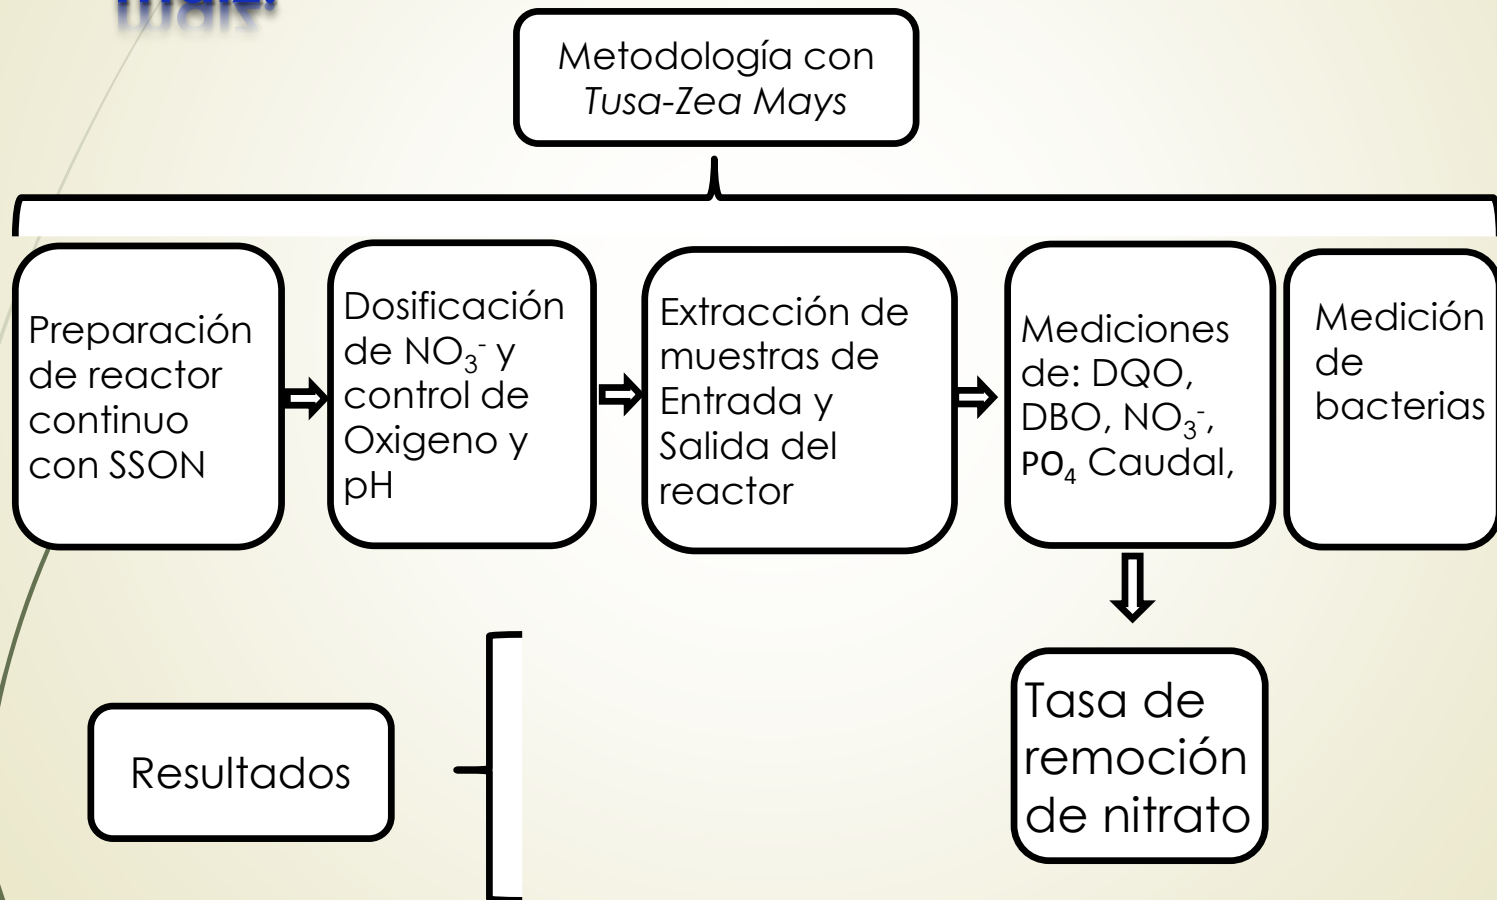 maíz.
Metodología con
Tusa-Zea Mays
Preparación
de reactor
continuo
con SSON
Dosificación
de NO₃⁻ y
control de
Oxigeno y
pH
Extracción de
muestras de
Entrada y
Salida del
reactor
Mediciones
de: DQO,
DBO, NO₃⁻,
PO₄ Caudal,
Medición
de
bacterias
Tasa de
remoción
de nitrato
Resultados